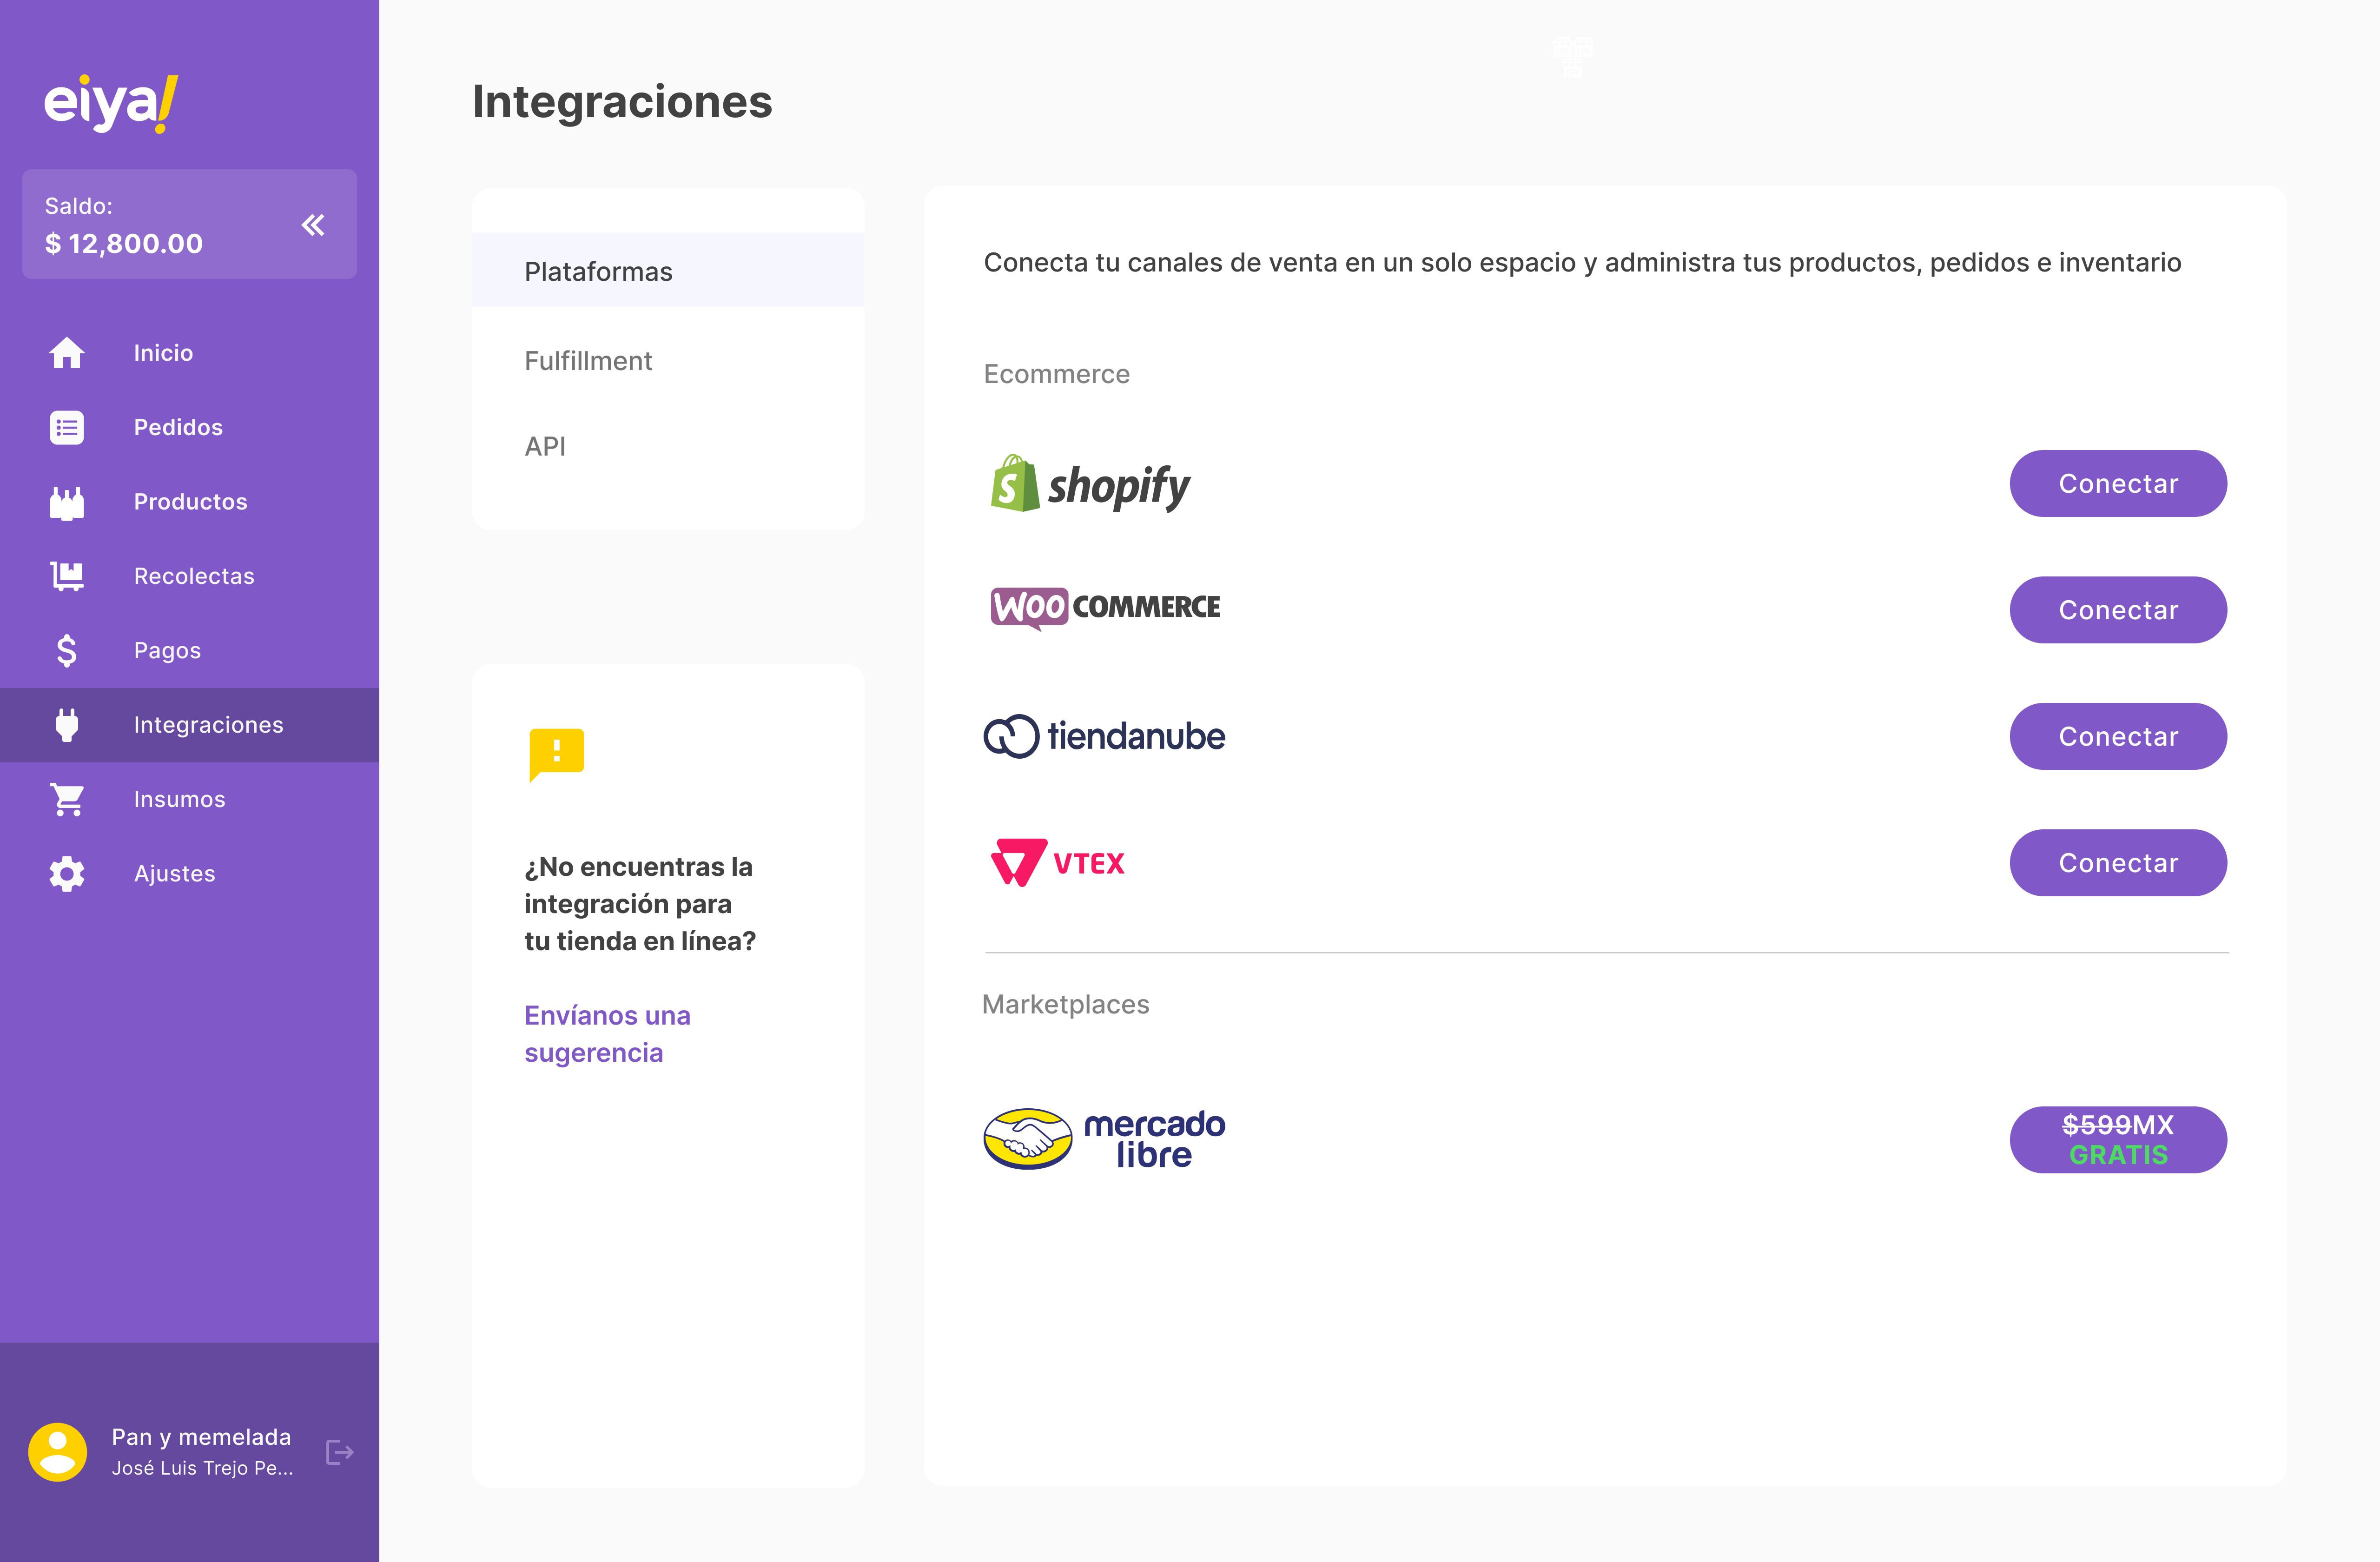 eiya!
Saldo:
$ 12,800.00
Inicio
Pedidos
Productos
Recolectas
Pagos
Integraciones
Insumos
Ajustes
Pan y memelada
José Luis Trejo Pe...
Integraciones
Plataformas
Fulfillment
API
¿No encuentras la
integración para
tu tienda en línea?
Envíanos una
sugerencia
Conecta tu canales de venta en un solo espacio y administra tus productos, pedidos e inventario
Ecommerce
shopify
Conectar
WOO COMMERCE
Conectar
tiendanube
Conectar
VTEX
Conectar
Marketplaces
mercado
libre
$599MX
GRATIS